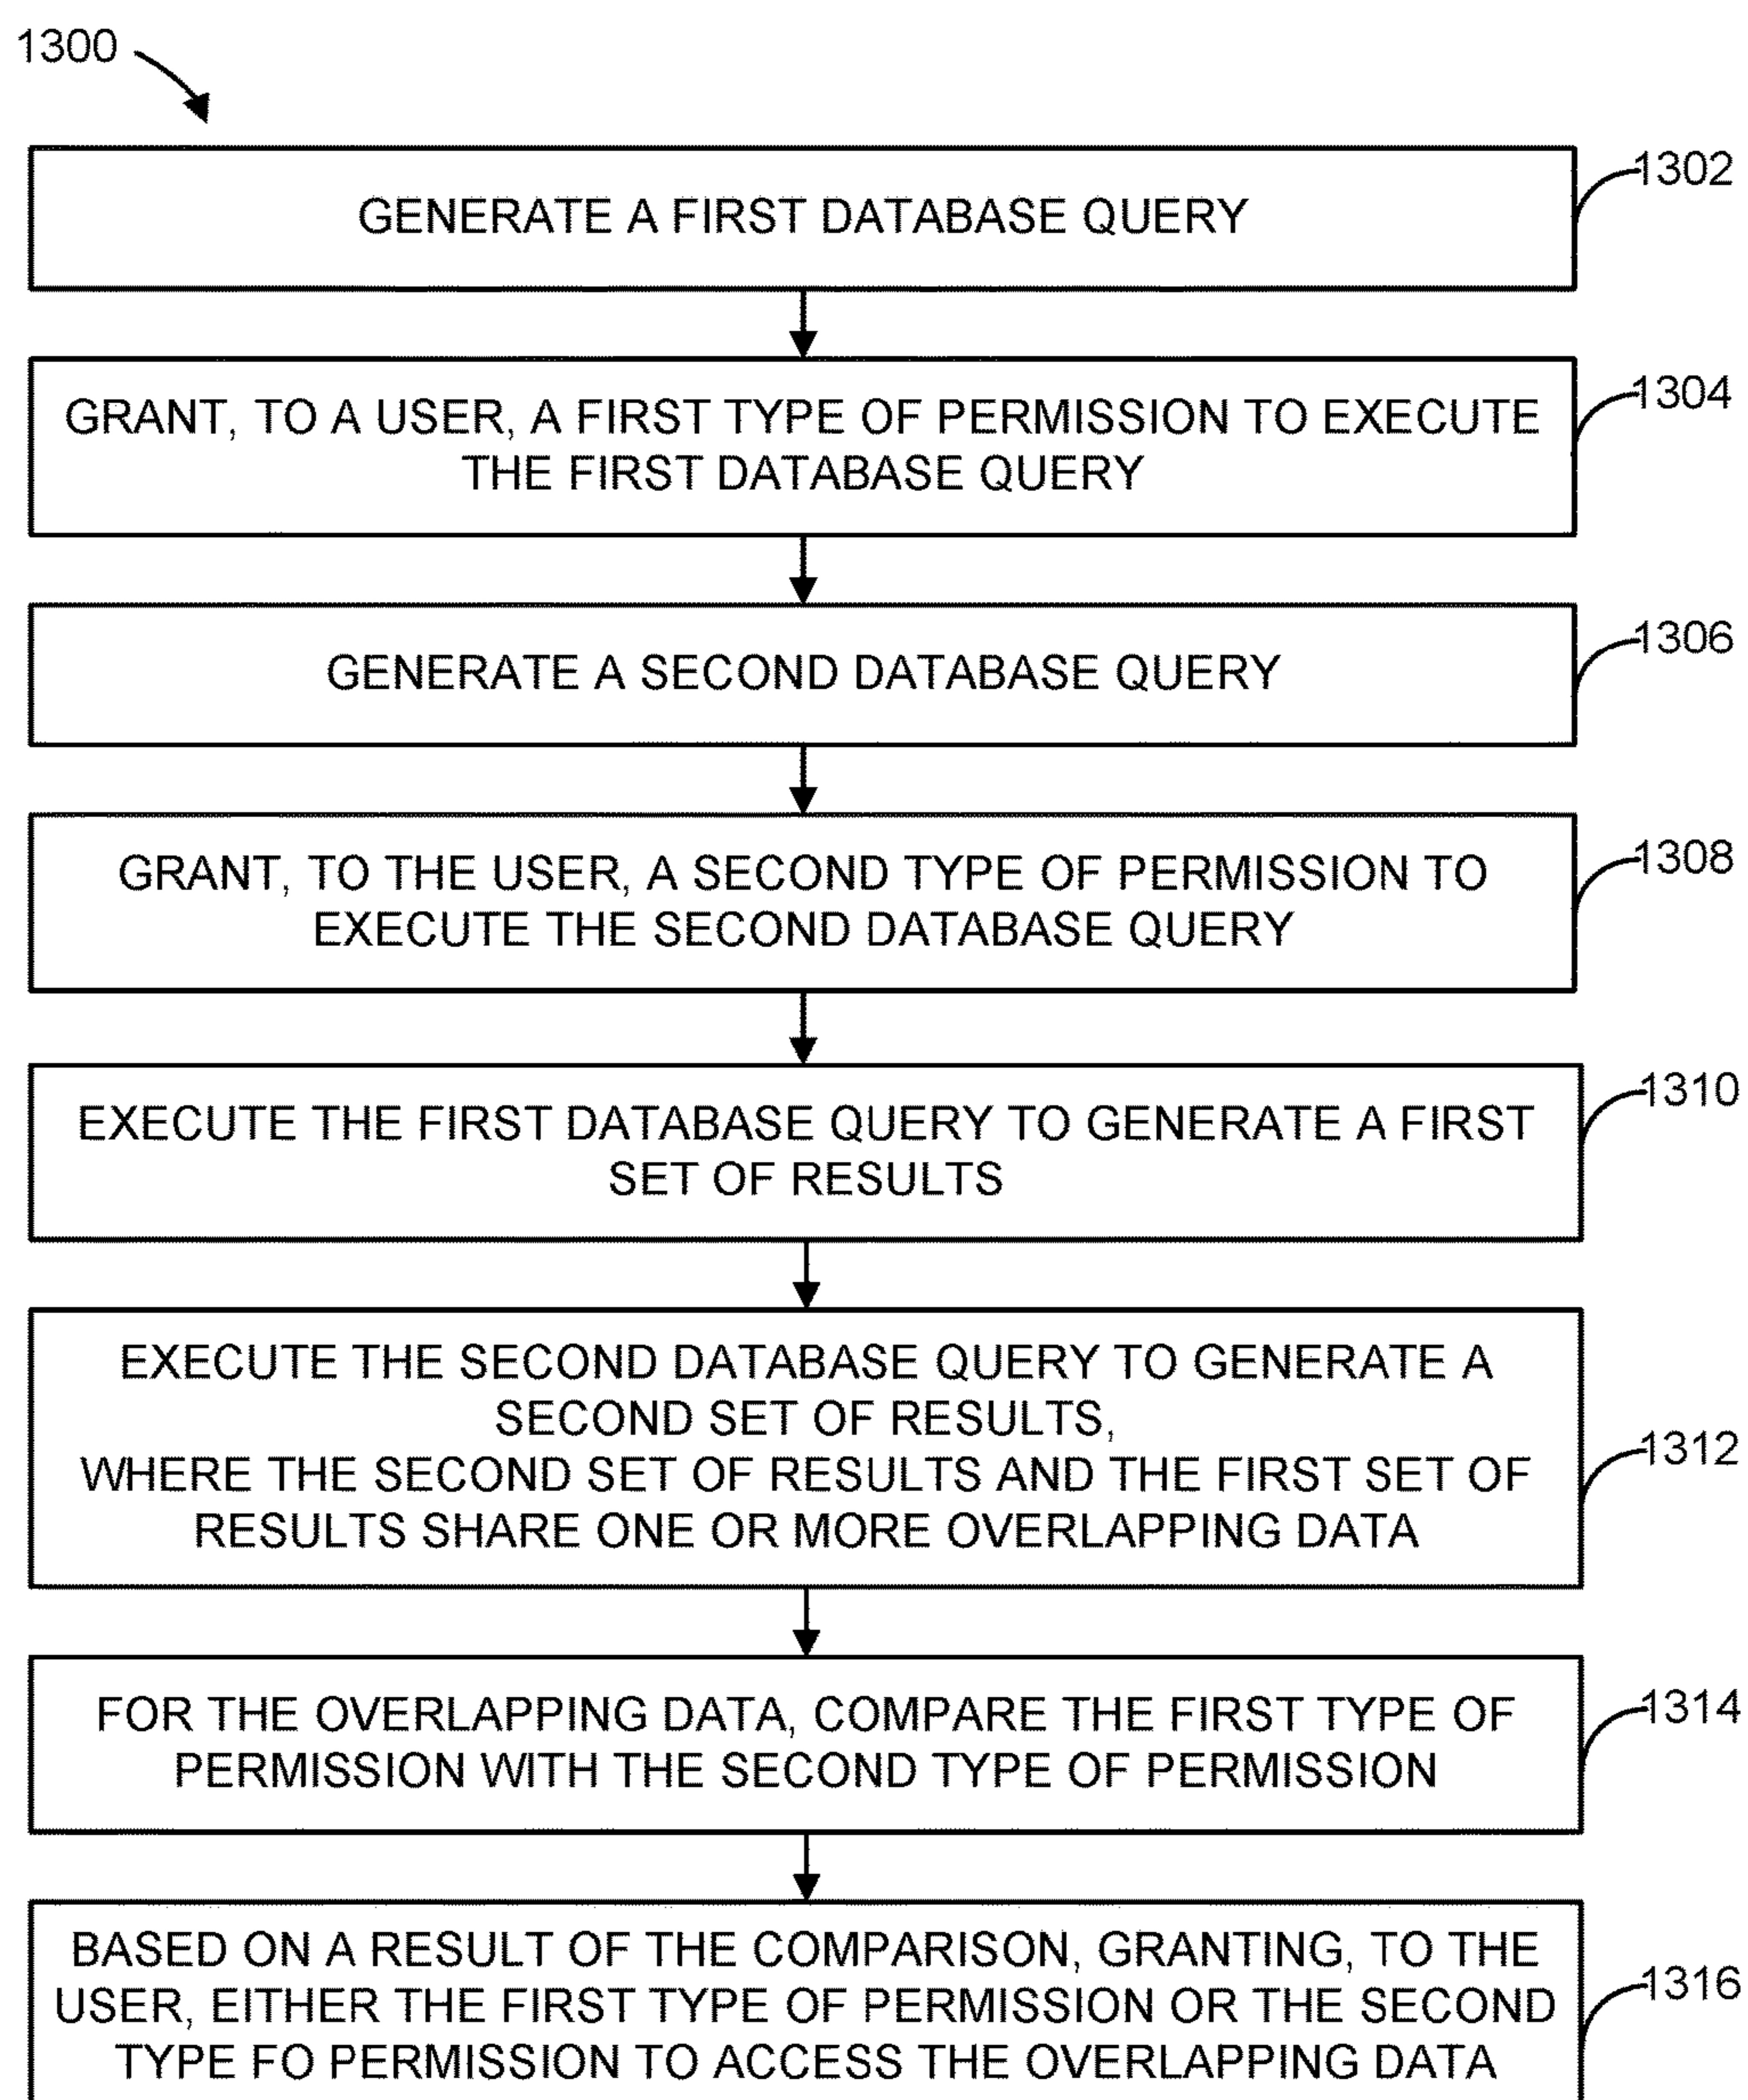 1300
GENERATE A FIRST DATABASE QUERY
1302
GRANT, TO A USER, A FIRST TYPE OF PERMISSION TO EXECUTE
THE FIRST DATABASE QUERY
1304
GENERATE A SECOND DATABASE QUERY
1306
GRANT, TO THE USER, A SECOND TYPE OF PERMISSION TO
EXECUTE THE SECOND DATABASE QUERY
1308
EXECUTE THE FIRST DATABASE QUERY TO GENERATE A FIRST
SET OF RESULTS
1310
EXECUTE THE SECOND DATABASE QUERY TO GENERATE A
SECOND SET OF RESULTS,
WHERE THE SECOND SET OF RESULTS AND THE FIRST SET OF
RESULTS SHARE ONE OR MORE OVERLAPPING DATA
1312
FOR THE OVERLAPPING DATA, COMPARE THE FIRST TYPE OF
PERMISSION WITH THE SECOND TYPE OF PERMISSION
1314
BASED ON A RESULT OF THE COMPARISON, GRANTING, TO THE
USER, EITHER THE FIRST TYPE OF PERMISSION OR THE SECOND
TYPE FO PERMISSION TO ACCESS THE OVERLAPPING DATA
1316